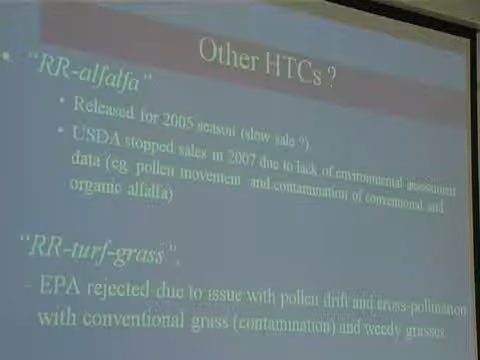 Other HTCs ?
• "RR-alfalfa"
• Released for 2005 season (slow sale ?).
• USDA stopped sales in 2007 due to lack of environmental assessment
data (eg. pollen movement and contamination of conventional and
organic alfalfa)
"RR-turf-grass".
– EPA rejected due to issue with pollen drift and cross-pollination
with conventional grass (contamination) and weedy grasses.